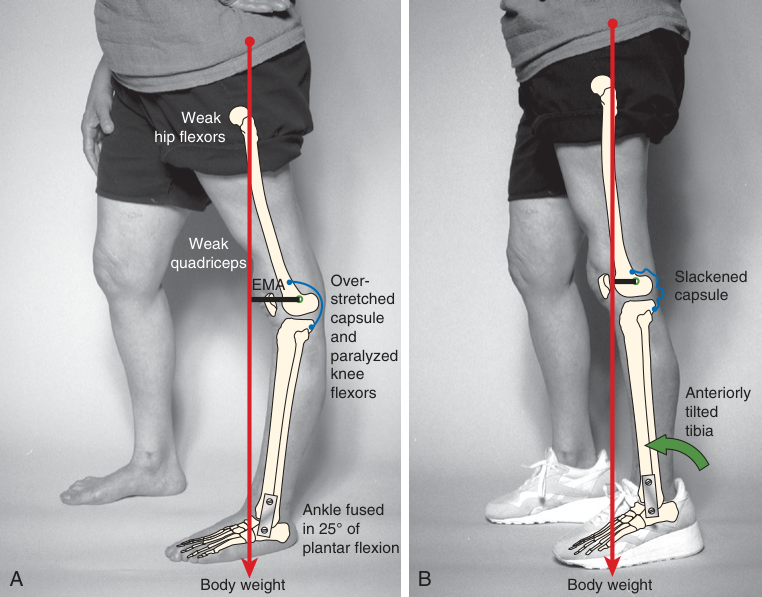 Weak
hip flexors
Weak
quadriceps
EMA
Over-
stretched
capsule
and
paralyzed
knee
flexors
Ankle fused
in 25° of
plantar flexion
A
Body weight
Slackened
capsule
Anteriorly
tilted
tibia
B
Body weight